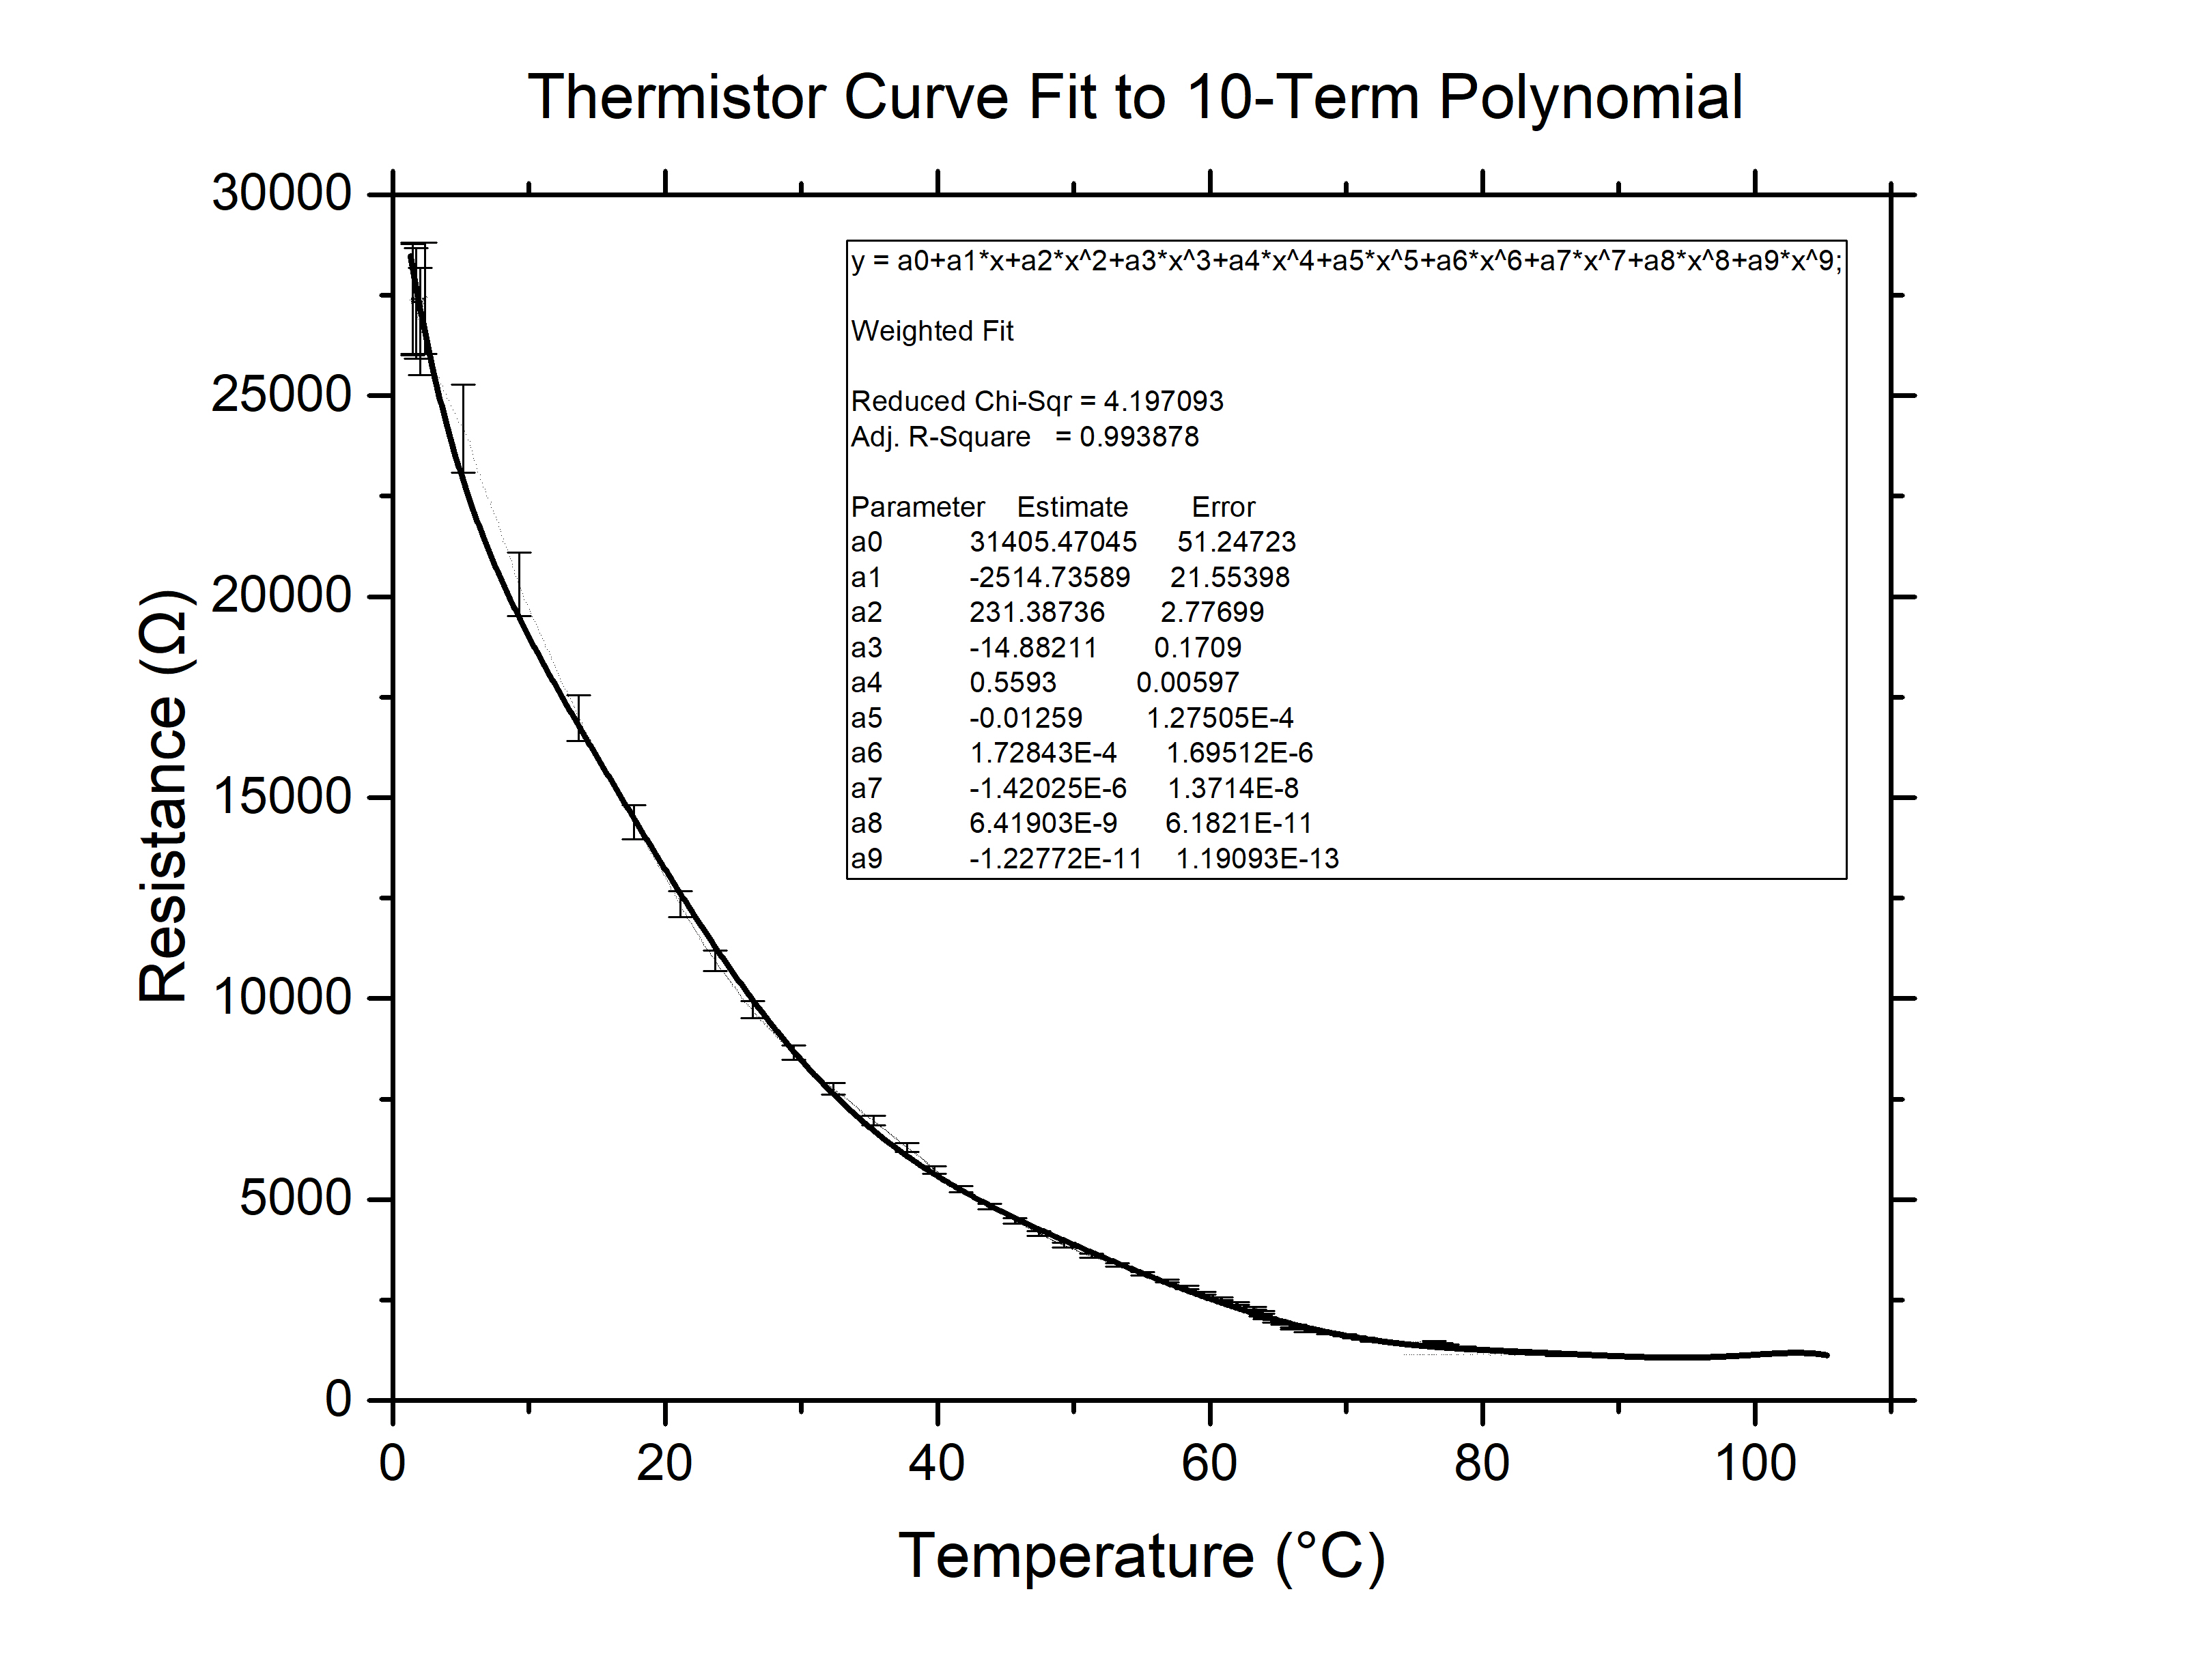 Thermistor Curve Fit to 10-Term Polynomial
30000
25000
20000
15000
10000
5000
0
Resistance (Ω)
y = a0+a1*x+a2*x^2+a3*x^3+a4*x^4+a5*x^5+a6*x^6+a7*x^7+a8*x^8+a9*x^9;
Weighted Fit
Reduced Chi-Sqr = 4.197093
Adj. R-Square = 0.993878
Parameter Estimate Error
a0 31405.47045 51.24723
a1 -2514.73589 21.55398
a2 231.38736 2.77699
a3 -14.88211 0.1709
a4 0.5593 0.00597
a5 -0.01259 1.27505E-4
a6 1.72843E-4 1.69512E-6
a7 -1.42025E-6 1.3714E-8
a8 6.41903E-9 6.1821E-11
a9 -1.22772E-11 1.19093E-13
0 20 40 60 80 100
Temperature (°C)